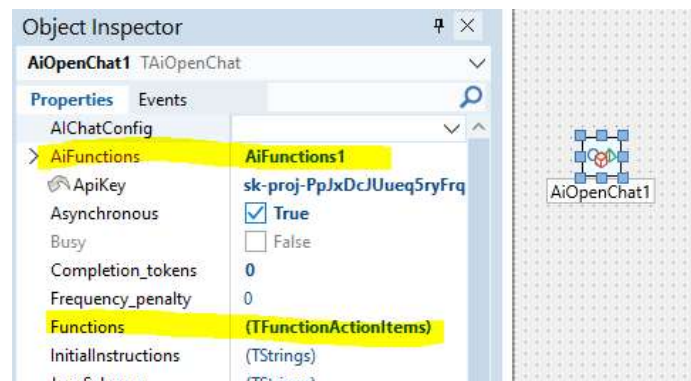 Object Inspector
AiOpenChat1 TAiOpenChat
Properties Events
AIChatConfig
AiFunctions AiFunctions1
ApiKey sk-proj-PpJxDcJUueq5ryFrq
Asynchronous True
Busy False
Completion_tokens 0
Frequency_penalty 0
Functions (TFunctionActionItems)
InitialInstructions (TStrings)
(TStrings)
AiOpenChat1